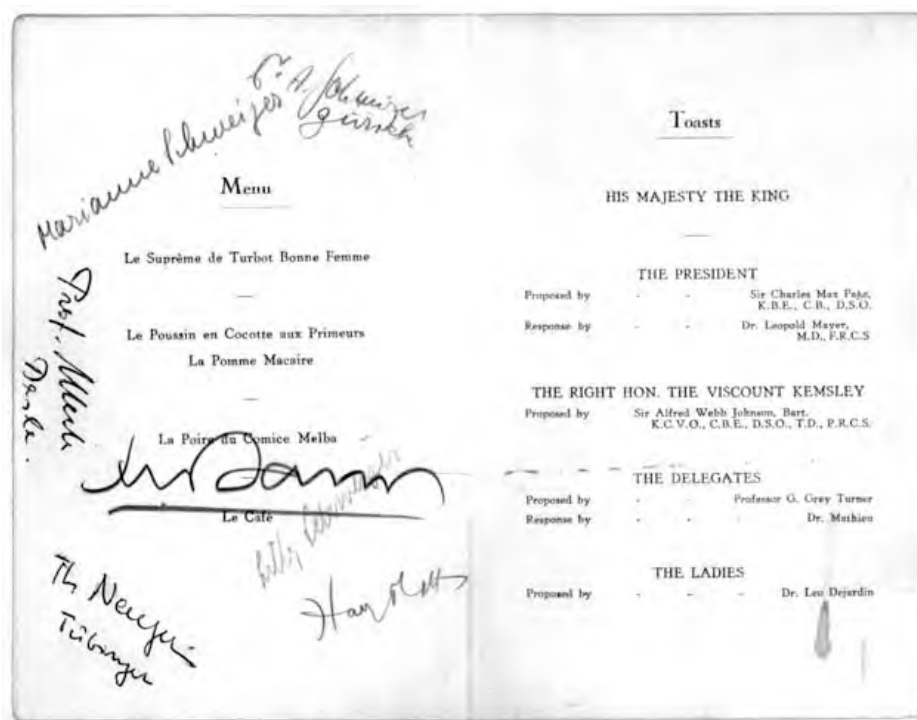 Marianne Schweizer
Menu
Le Suprème de Turbot Bonne Femme
Le Poussin en Cocotte aux Primeurs
La Pomme Macaire
La Poire du Comice Melba
Le Café
Prof.
Th
Tübingen
Toasts
HIS MAJESTY THE KING
THE PRESIDENT
Proposed by - - Sir Charles Max Page,
K.B.E., C.B., D.S.O.
Response by - - Dr. Leopold Mayer,
M.D., F.R.C.S
THE RIGHT HON. THE VISCOUNT KEMSLEY
Proposed by - Sir Alfred Webb Johnson, Bart.
K.C.V.O., C.B.E., D.S.O., T.D., P.R.C.S.
THE DELEGATES
Proposed by - - Professor G. Grey Turner
Response by - - - Dr. Mathieu
THE LADIES
Proposed by - - - Dr. Leo Dejardin